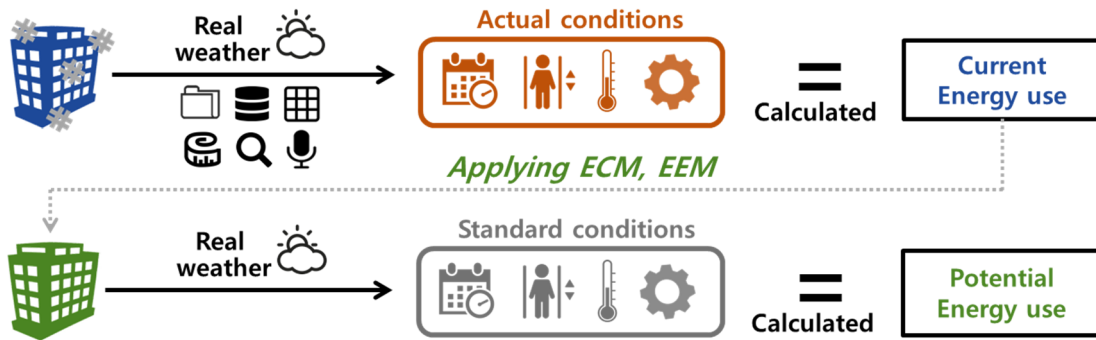 Real
weather
Actual conditions
Calculated
Current
Energy use
Applying ECM, EEM
Real
weather
Standard conditions
Calculated
Potential
Energy use